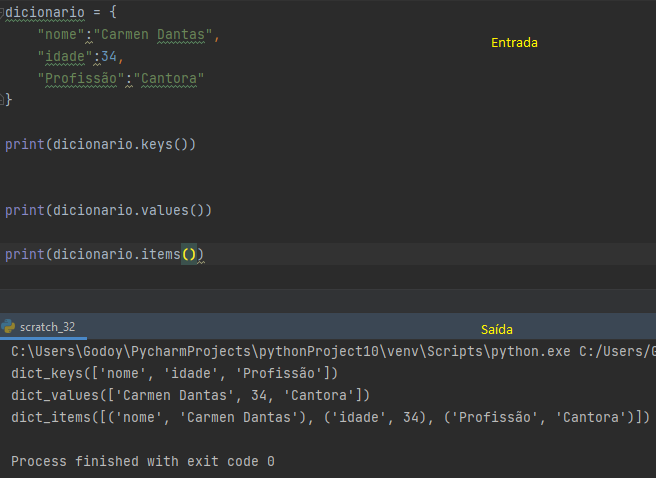 dicionario = {
"nome":"Carmen Dantas",
Entrada
"idade":34,
"Profissão":"Cantora"
}
print(dicionario.keys())
print(dicionario.values())
print(dicionario.items())
scratch_32
Saída
C:\Users\Godoy\PycharmProjects\pythonProject10\venv\Scripts\python.exe C:/Users/G
dict_keys(['nome', 'idade', 'Profissão'])
dict_values(['Carmen Dantas', 34, 'Cantora'])
dict_items([('nome', 'Carmen Dantas'), ('idade', 34), ('Profissão', 'Cantora')])
Process finished with exit code 0